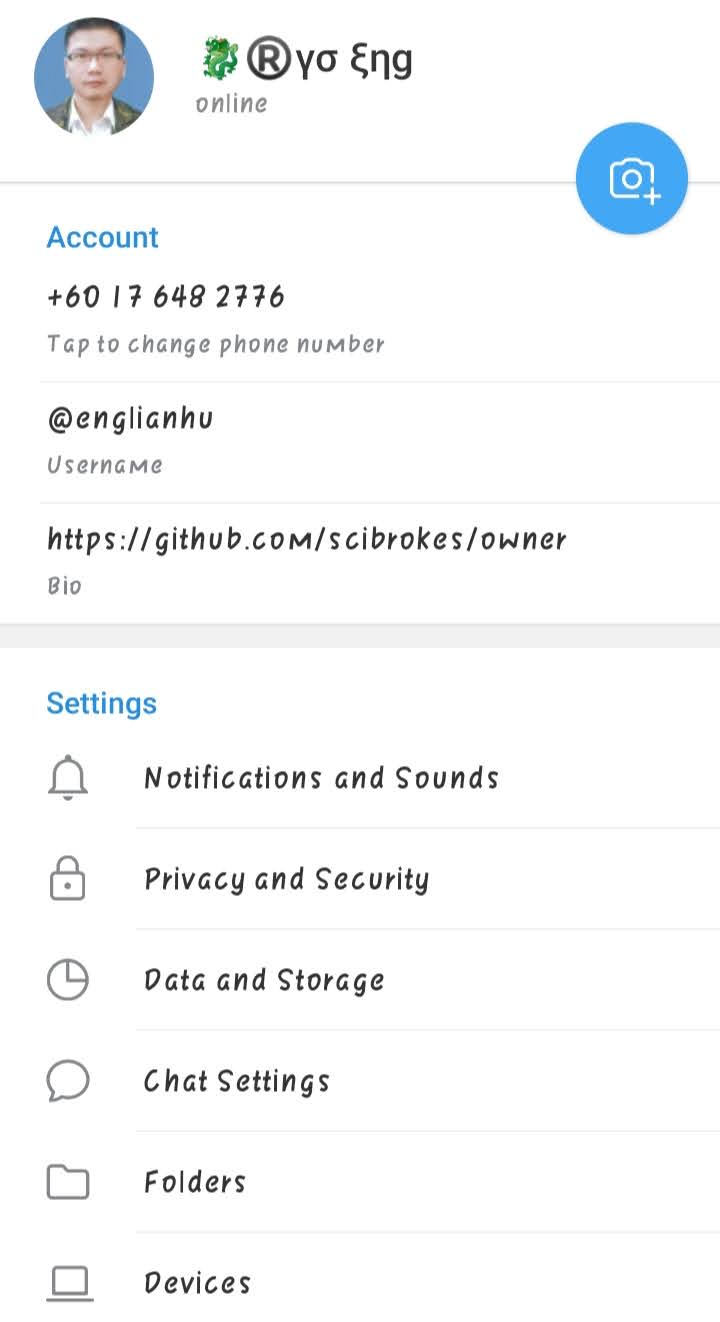 🐉®️γσ ξηg
online
Account
+60 17 648 2776
Tap to change phone number
@englianhu
Username
https://github.com/scibrokes/owner
Bio
Settings
Notifications and Sounds
Privacy and Security
Data and Storage
Chat Settings
Folders
Devices